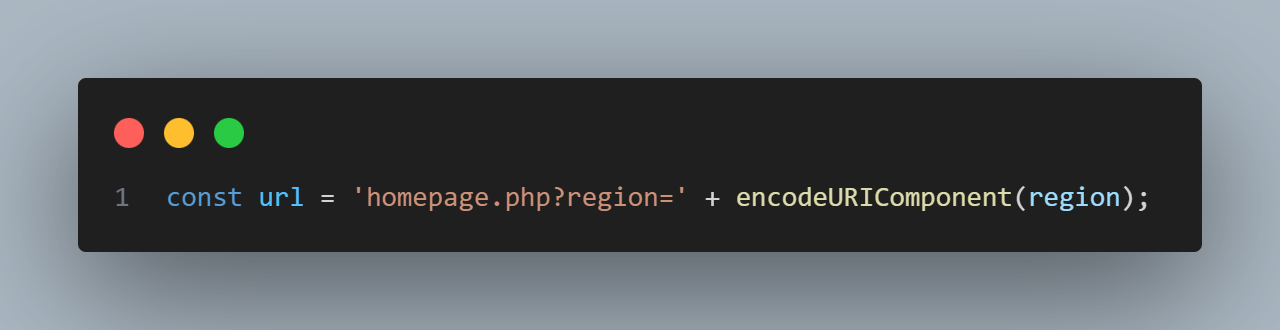 1 const url = 'homepage.php?region=' + encodeURIComponent(region);